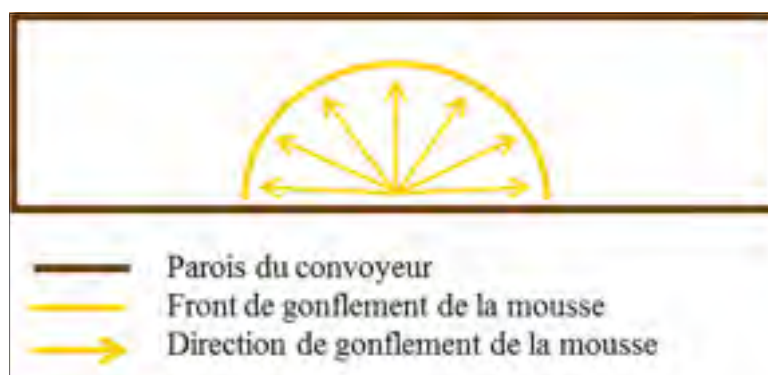 Parois du convoyeur
Front de gonflement de la mousse
Direction de gonflement de la mousse